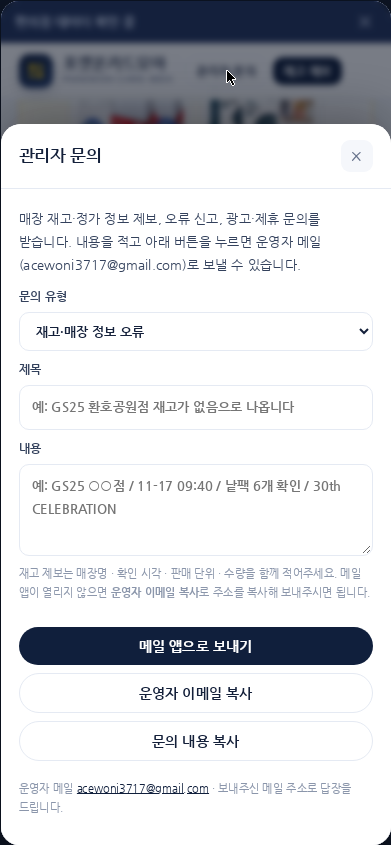 관리자 문의
×
매장 재고·정가 정보 제보, 오류 신고, 광고·제휴 문의를
받습니다. 내용을 적고 아래 버튼을 누르면 운영자 메일
(acewoni3717@gmail.com)로 보낼 수 있습니다.
문의 유형
재고·매장 정보 오류
제목
예: GS25 환호공원점 재고가 없음으로 나옵니다
내용
예: GS25 ○○점 / 11-17 09:40 / 낱팩 6개 확인 / 30th
CELEBRATION
재고 제보는 매장명 · 확인 시각 · 판매 단위 · 수량을 함께 적어주세요. 메일
앱이 열리지 않으면 운영자 이메일 복사로 주소를 복사해 보내주시면 됩니다.
메일 앱으로 보내기
운영자 이메일 복사
문의 내용 복사
운영자 메일 acewoni3717@gmail.com · 보내주신 메일 주소로 답장을
드립니다.